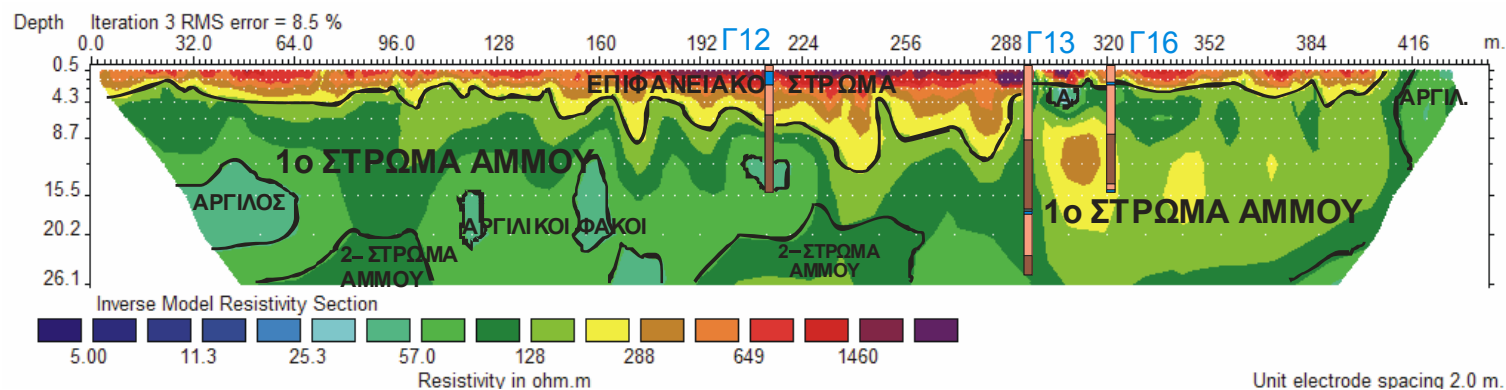 Depth Iteration 3 RMS error = 8.5 %
0.0 32.0 64.0 96.0 128 160 192 Γ12 224 256 288 Γ13 320 Γ16 352 384 416 m.
0.5
4.3
8.7
15.5
20.2
26.1
ΕΠΙΦΑΝΕΙΑΚΟ ΣΤΡΩΜΑ
Α.
ΑΡΓΙΛ.
1ο ΣΤΡΩΜΑ ΑΜΜΟΥ
ΑΡΓΙΛΟΣ
ΑΡΓΙΛΙΚΟΙ ΦΑΚΟΙ
1ο ΣΤΡΩΜΑ ΑΜΜΟΥ
2– ΣΤΡΩΜΑ
ΑΜΜΟΥ
2–ΣΤΡΩΜΑ
ΑΜΜΟΥ
Inverse Model Resistivity Section
5.00 11.3 25.3 57.0 128 288 649 1460
Resistivity in ohm.m
Unit electrode spacing 2.0 m.